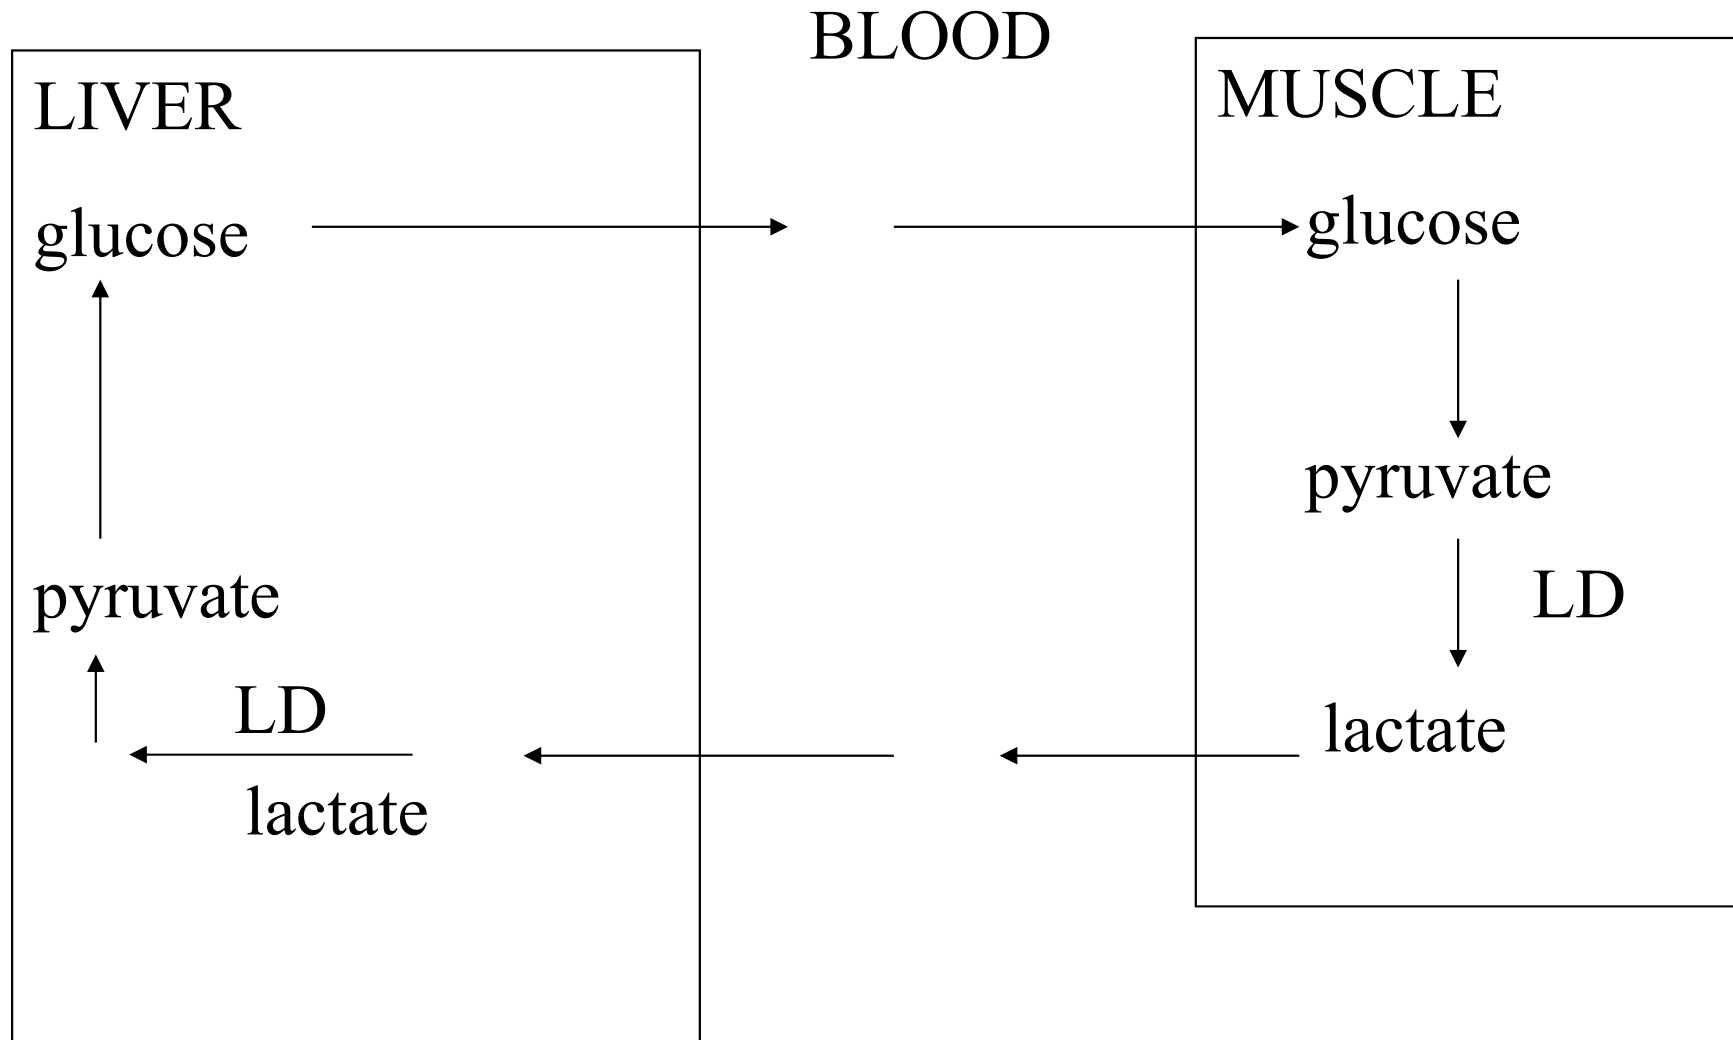 BLOOD
LIVER
MUSCLE
glucose
glucose
pyruvate
pyruvate
LD
LD
lactate
lactate